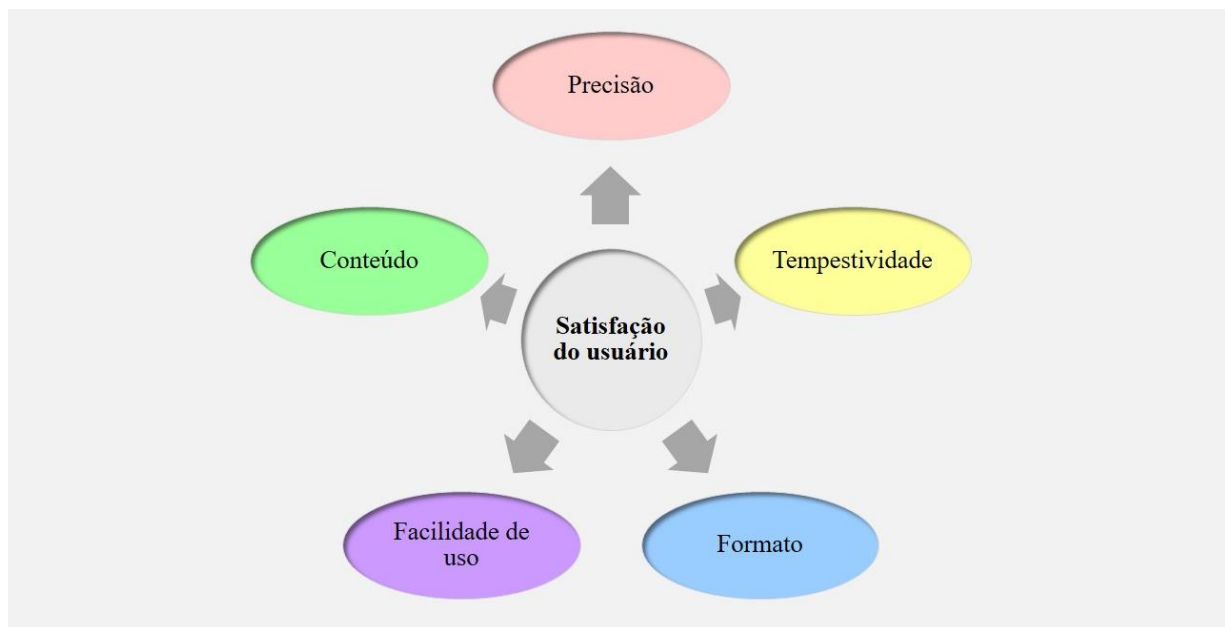 Precisão
Conteúdo
Tempestividade
Satisfação
do usuário
Facilidade de
uso
Formato